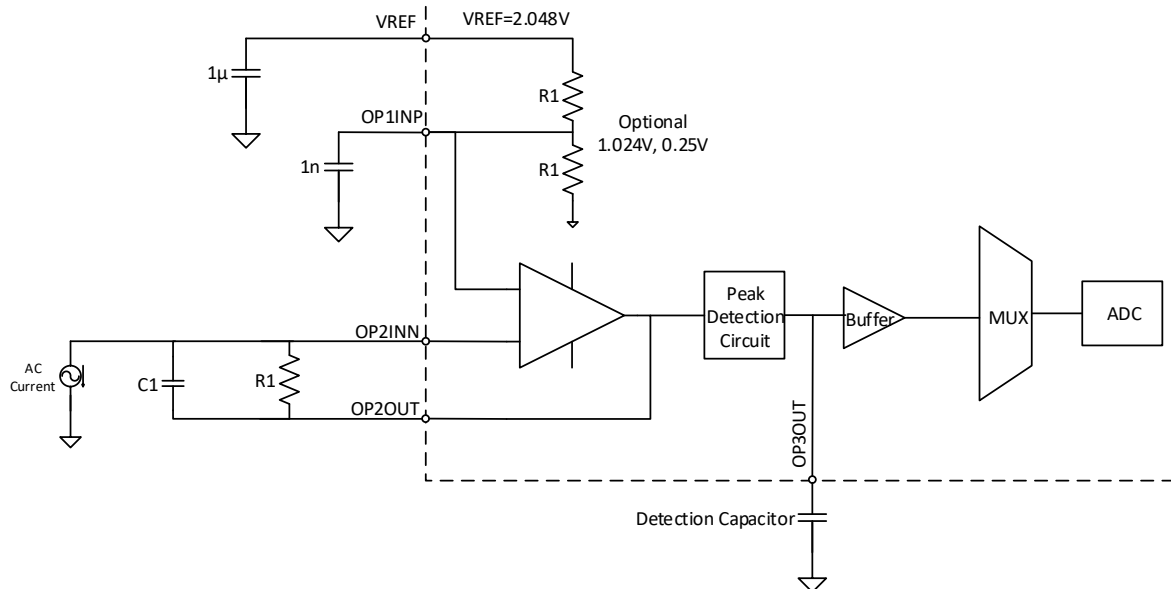 VREF
VREF=2.048V
1µ
R1
OP1INP
Optional
1.024V, 0.25V
1n
R1
Peak
Detection
Circuit
Buffer
MUX
ADC
OP2INN
AC
Current
C1
R1
OP2OUT
OP3OUT
Detection Capacitor